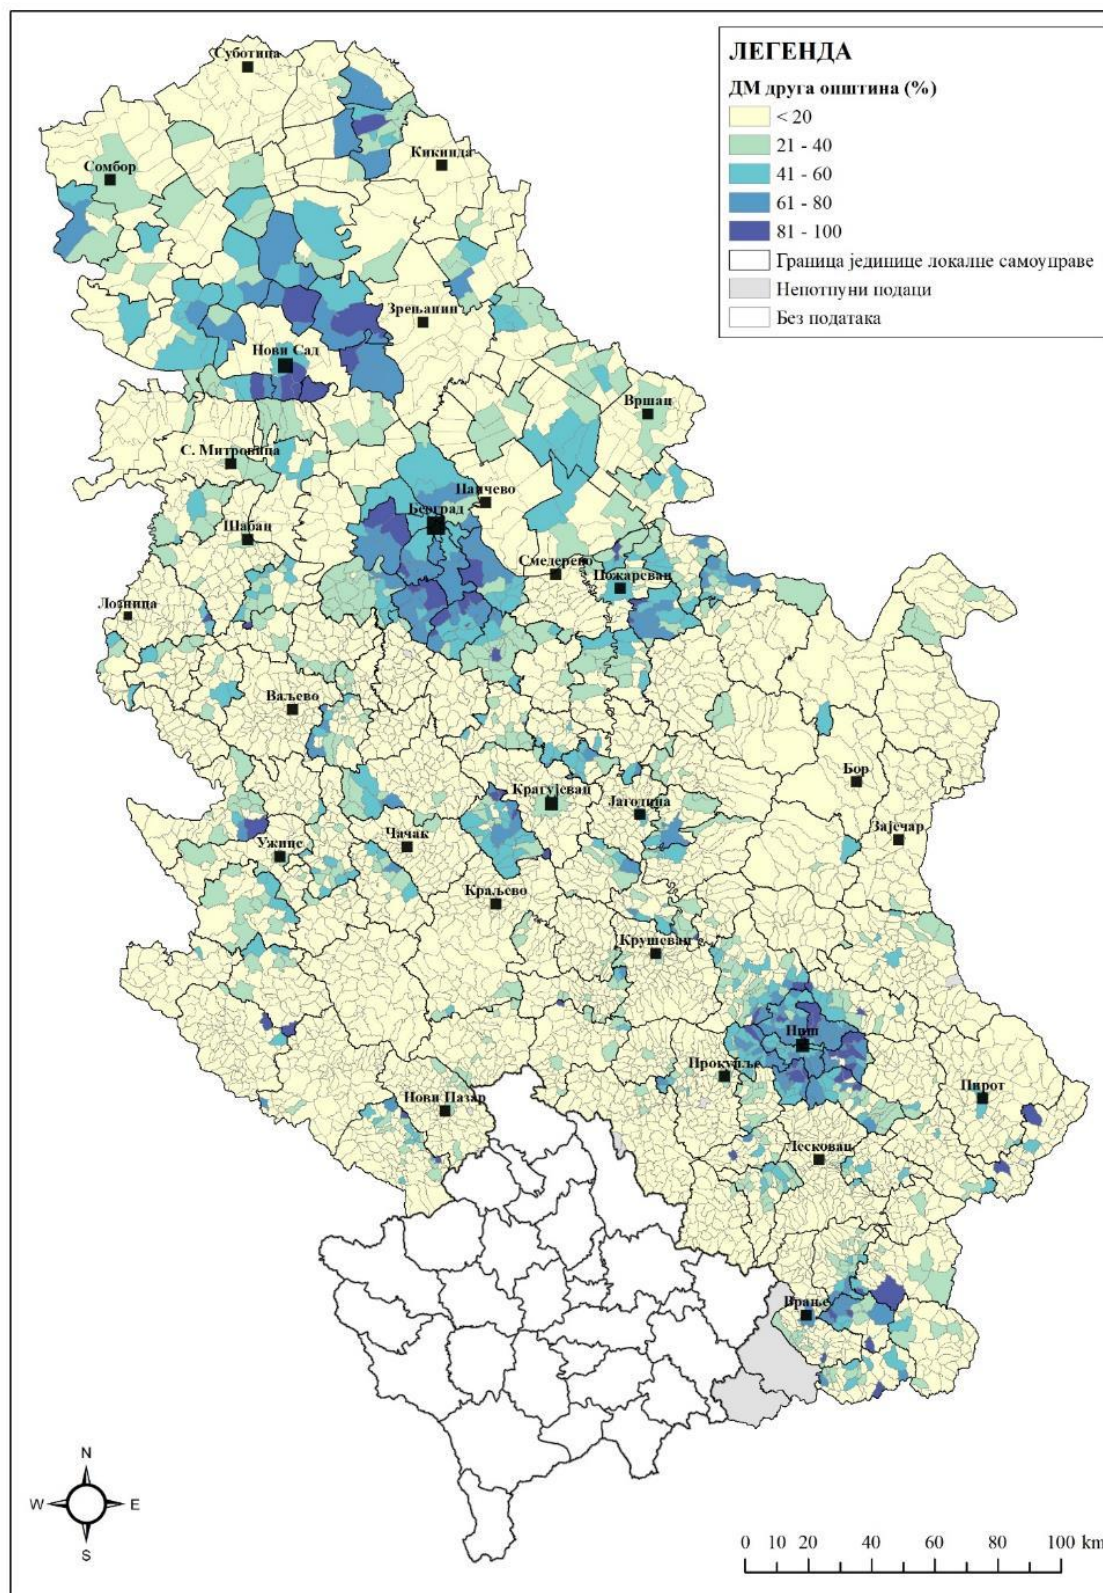 ЛЕГЕНДА
ДМ друга општина (%)
< 20
21 - 40
41 - 60
61 - 80
81 - 100
Граница јединице локалне самоуправе
Непотпуни подаци
Без података
Суботица
Сомбор
Кикинда
Зрењанин
Нови Сад
Вршац
С. Митровица
Панчево
Београд
Шабац
Смедерево
Пожаревац
Лозница
Ваљево
Бор
Крагујевац
Јагодина
Зајечар
Чачак
Ужице
Краљево
Крушевац
Ниш
Прокупље
Пирот
Нови Пазар
Лесковац
Врање
N
W E
S
0 10 20 40 60 80 100 km